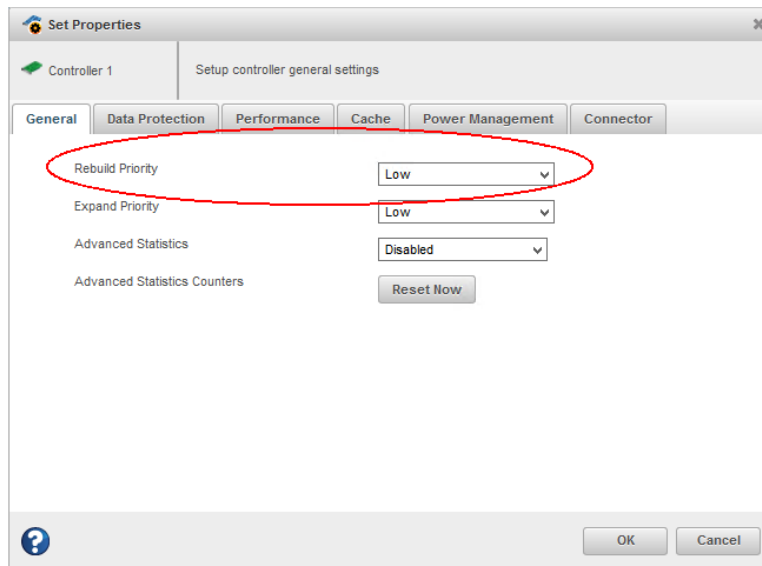 Set Properties
Controller 1
Setup controller general settings
General Data Protection Performance Cache Power Management Connector
Rebuild Priority Low
Expand Priority Low
Advanced Statistics Disabled
Advanced Statistics Counters Reset Now
? OK Cancel